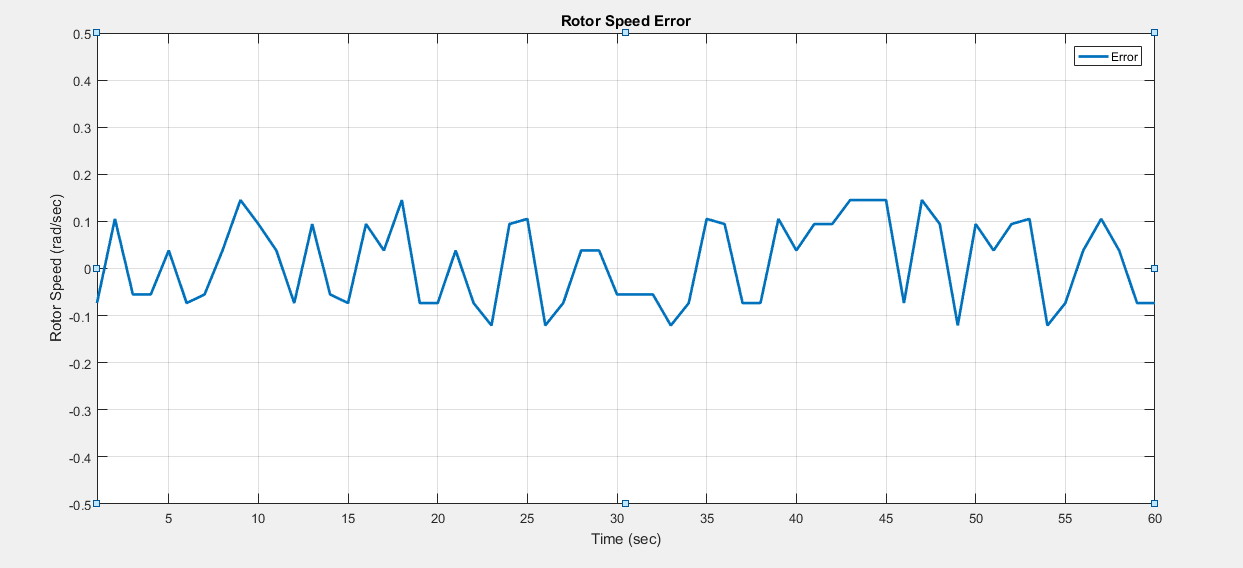 Rotor Speed Error
0.5
0.4
0.3
0.2
0.1
0
-0.1
-0.2
-0.3
-0.4
-0.5
Rotor Speed (rad/sec)
Error
5 10 15 20 25 30 35 40 45 50 55 60
Time (sec)